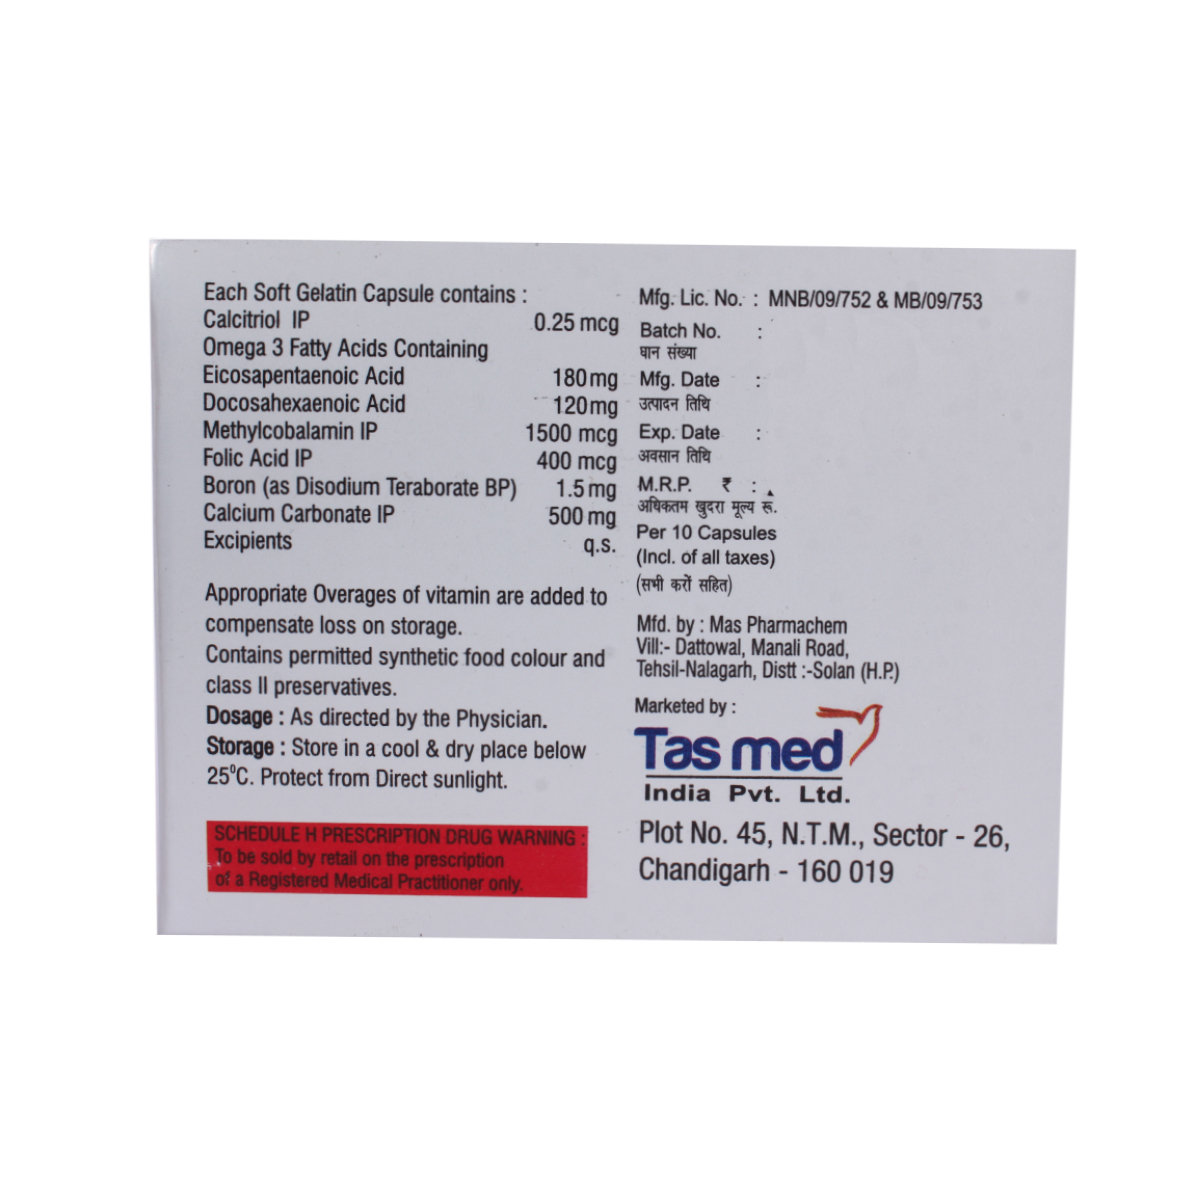 Each Soft Gelatin Capsule contains :
Calcitriol IP 0.25 mcg
Omega 3 Fatty Acids Containing
Eicosapentaenoic Acid 180 mg
Docosahexaenoic Acid 120 mg
Methylcobalamin IP 1500 mcg
Folic Acid IP 400 mcg
Boron (as Disodium Teraborate BP) 1.5 mg
Calcium Carbonate IP 500 mg
Excipients q.s.
Appropriate Overages of vitamin are added to
compensate loss on storage.
Contains permitted synthetic food colour and
class II preservatives.
Dosage : As directed by the Physician.
Storage : Store in a cool & dry place below
25⁰C. Protect from Direct sunlight.
SCHEDULE H PRESCRIPTION DRUG WARNING :
To be sold by retail on the prescription
of a Registered Medical Practitioner only.
Mfg. Lic. No. : MNB/09/752 & MB/09/753
Batch No. :
घान संख्या
Mfg. Date :
उत्पादन तिथि
Exp. Date :
अवसान तिथि
M.R.P. ₹ :
अधिकतम खुदरा मूल्य रू.
Per 10 Capsules
(Incl. of all taxes)
(सभी करों सहित)
Mfd. by : Mas Pharmachem
Vill:- Dattowal, Manali Road,
Tehsil-Nalagarh, Distt :-Solan (H.P.)
Marketed by :
Tas med
India Pvt. Ltd.
Plot No. 45, N.T.M., Sector - 26,
Chandigarh - 160 019